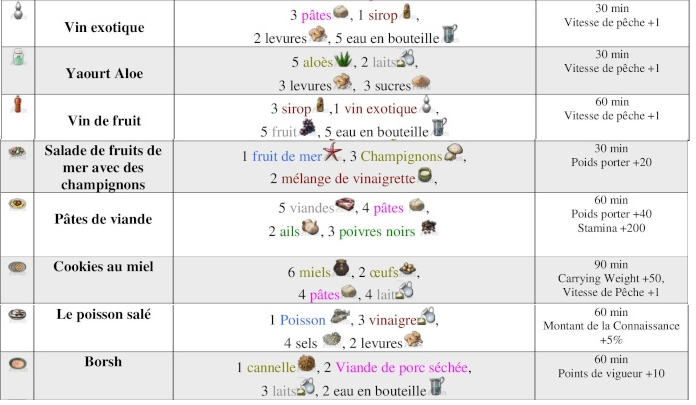 Vin exotique
3 pâtes, 1 sirop,
2 levures, 5 eau en bouteille
30 min
Vitesse de pêche +1
Yaourt Aloe
5 aloès, 2 laits,
3 levures, 3 sucres
30 min
Vitesse de pêche +1
Vin de fruit
3 sirop ,1 vin exotique,
5 fruit, 5 eau en bouteille
60 min
Vitesse de pêche +1
Salade de fruits de
mer avec des
champignons
1 fruit de mer, 3 Champignons,
2 mélange de vinaigrette,
30 min
Poids porter +20
Pâtes de viande
5 viandes, 4 pâtes ,
2 ails, 3 poivres noirs
60 min
Poids porter +40
Stamina +200
Cookies au miel
6 miels, 2 œufs,
4 pâtes, 4 lait
90 min
Carrying Weight +50,
Vitesse de Pêche +1
Le poisson salé
1 Poisson , 3 vinaigre,
4 sels , 2 levures
60 min
Montant de la Connaissance
+5%
Borsh
1 cannelle, 2 Viande de porc séchée,
3 laits, 2 eau en bouteille
60 min
Points de vigueur +10